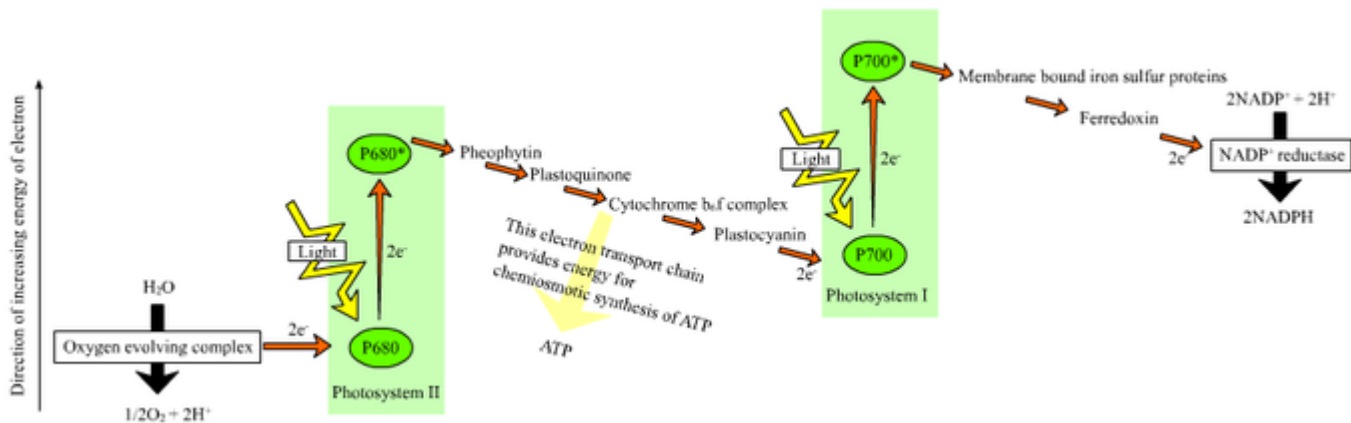 Direction of increasing energy of electron
H₂O
Oxygen evolving complex
1/2O₂ + 2H⁺
2e⁻
Light
P680*
2e⁻
P680
Photosystem II
Pheophytin
Plastoquinone
Cytochrome b₆f complex
Plastocyanin
2e⁻
This electron transport chain
provides energy for
chemiosmotic synthesis of ATP
ATP
P700*
Light
2e⁻
P700
Photosystem I
Membrane bound iron sulfur proteins
Ferredoxin
2e⁻
2NADP⁺ + 2H⁺
NADP⁺ reductase
2NADPH